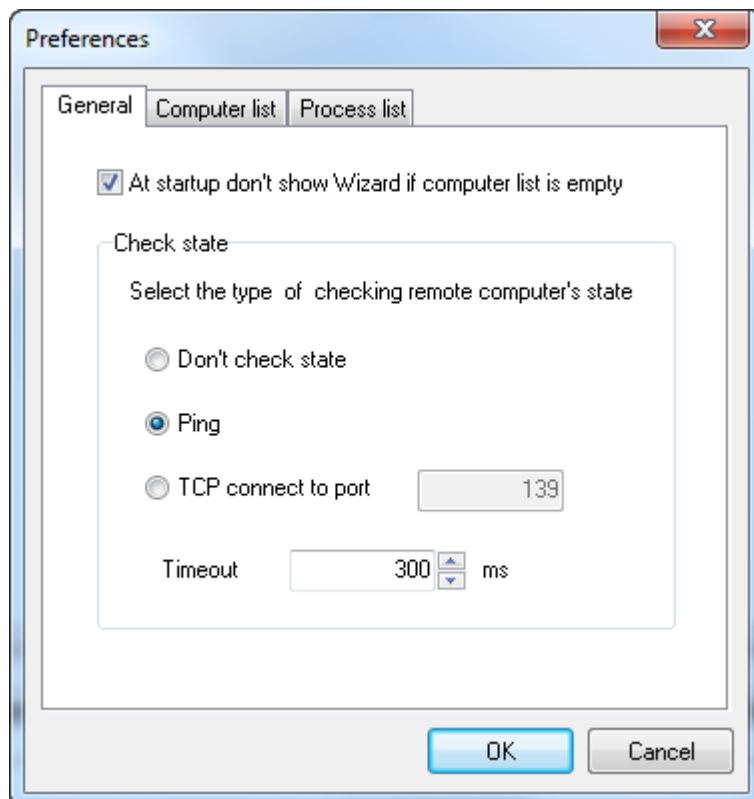 Preferences
General Computer list Process list
At startup don't show Wizard if computer list is empty
Check state
Select the type of checking remote computer's state
Don't check state
Ping
TCP connect to port 139
Timeout 300 ms
OK Cancel